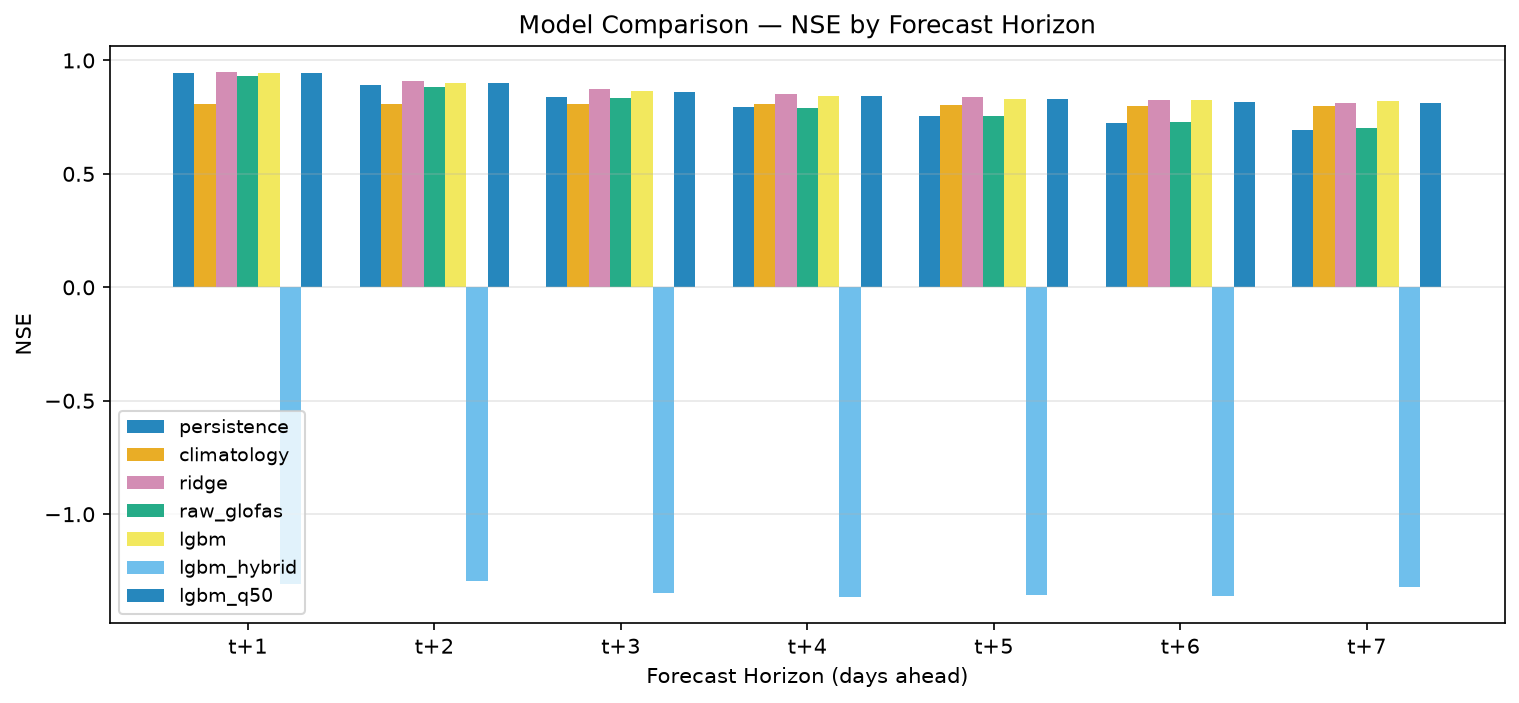 Model Comparison — NSE by Forecast Horizon
NSE
1.0
0.5
0.0
−0.5
−1.0
persistence
climatology
ridge
raw_glofas
lgbm
lgbm_hybrid
lgbm_q50
t+1 t+2 t+3 t+4 t+5 t+6 t+7
Forecast Horizon (days ahead)